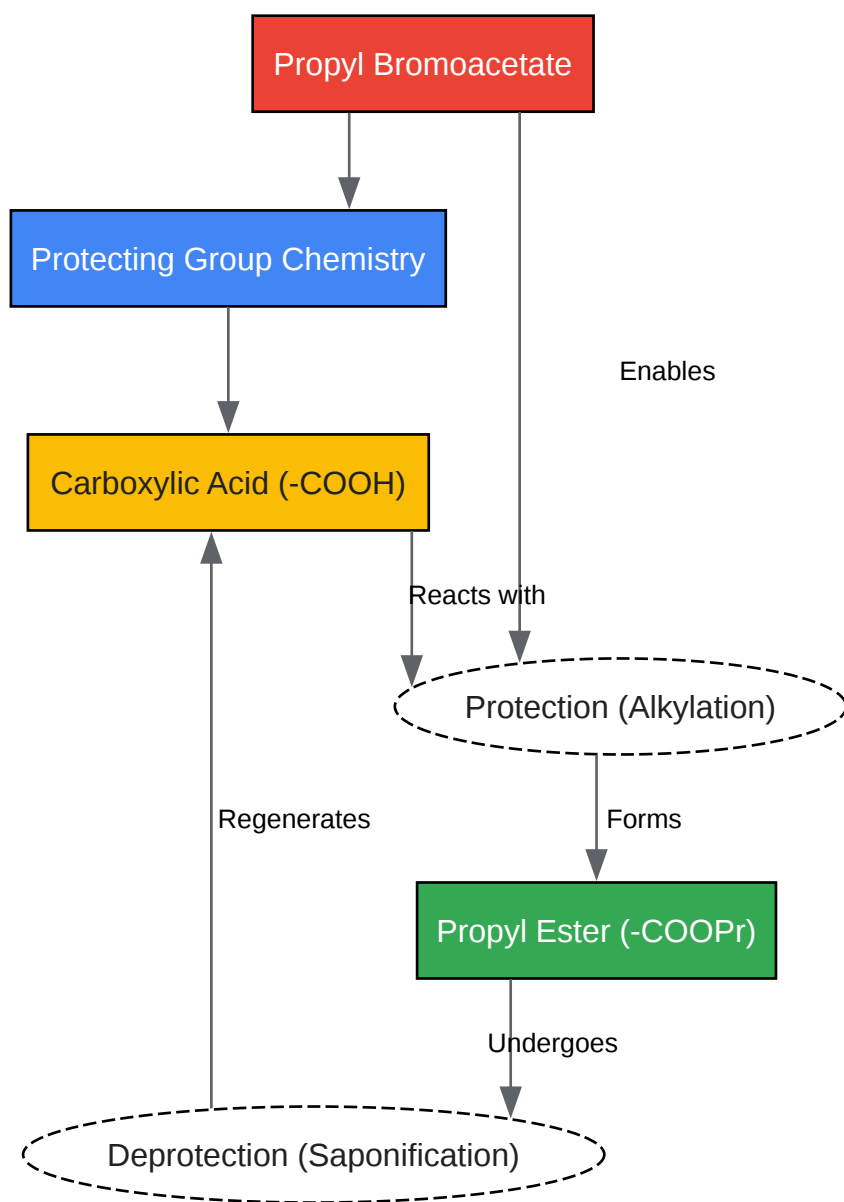 Propyl Bromoacetate
Protecting Group Chemistry
Enables
Carboxylic Acid (-COOH)
Reacts with
Protection (Alkylation)
Regenerates
Forms
Propyl Ester (-COOPr)
Undergoes
Deprotection (Saponification)